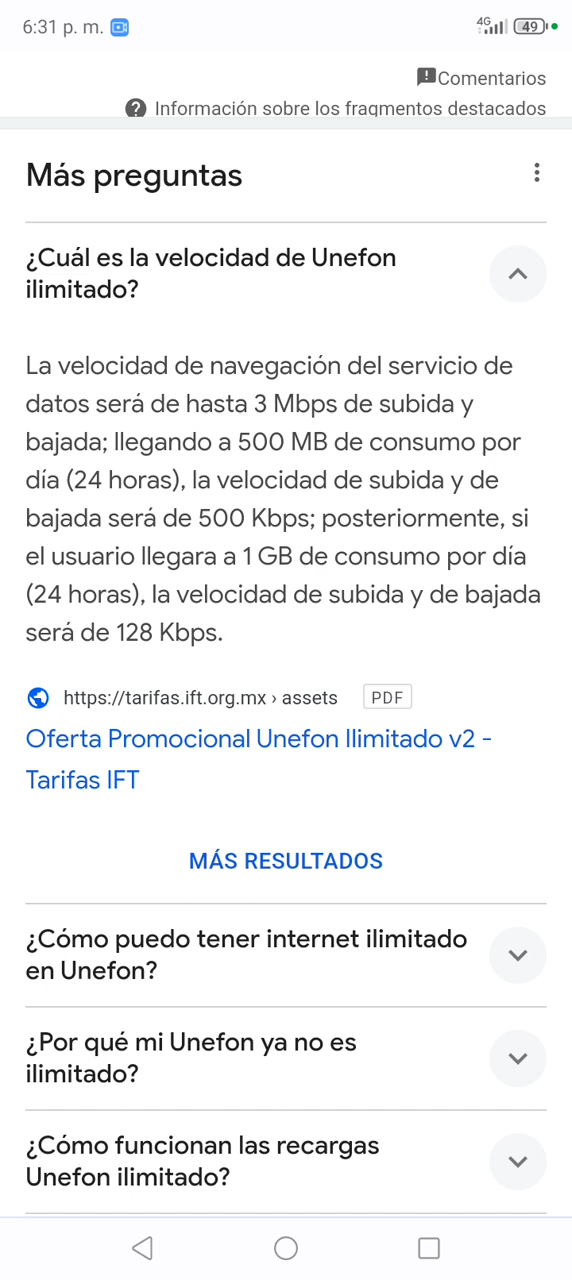 6:31 p. m.
4G 49
Comentarios
Información sobre los fragmentos destacados
Más preguntas
¿Cuál es la velocidad de Unefon
ilimitado?
La velocidad de navegación del servicio de
datos será de hasta 3 Mbps de subida y
bajada; llegando a 500 MB de consumo por
día (24 horas), la velocidad de subida y de
bajada será de 500 Kbps; posteriormente, si
el usuario llegara a 1 GB de consumo por día
(24 horas), la velocidad de subida y de bajada
será de 128 Kbps.
https://tarifas.ift.org.mx › assets PDF
Oferta Promocional Unefon Ilimitado v2 -
Tarifas IFT
MÁS RESULTADOS
¿Cómo puedo tener internet ilimitado
en Unefon?
¿Por qué mi Unefon ya no es
ilimitado?
¿Cómo funcionan las recargas
Unefon ilimitado?